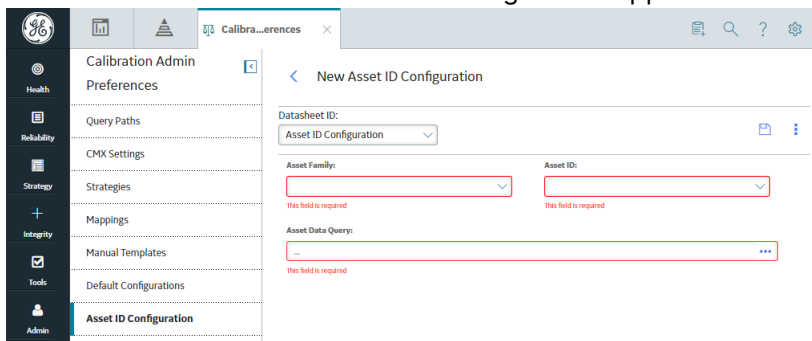 Calibra...erences
Health
Reliability
Strategy
Integrity
Tools
Admin
Calibration Admin
Preferences
Query Paths
CMX Settings
Strategies
Mappings
Manual Templates
Default Configurations
Asset ID Configuration
New Asset ID Configuration
Datasheet ID:
Asset ID Configuration
Asset Family:
Asset ID:
This field is required
This field is required
Asset Data Query:
...
This field is required